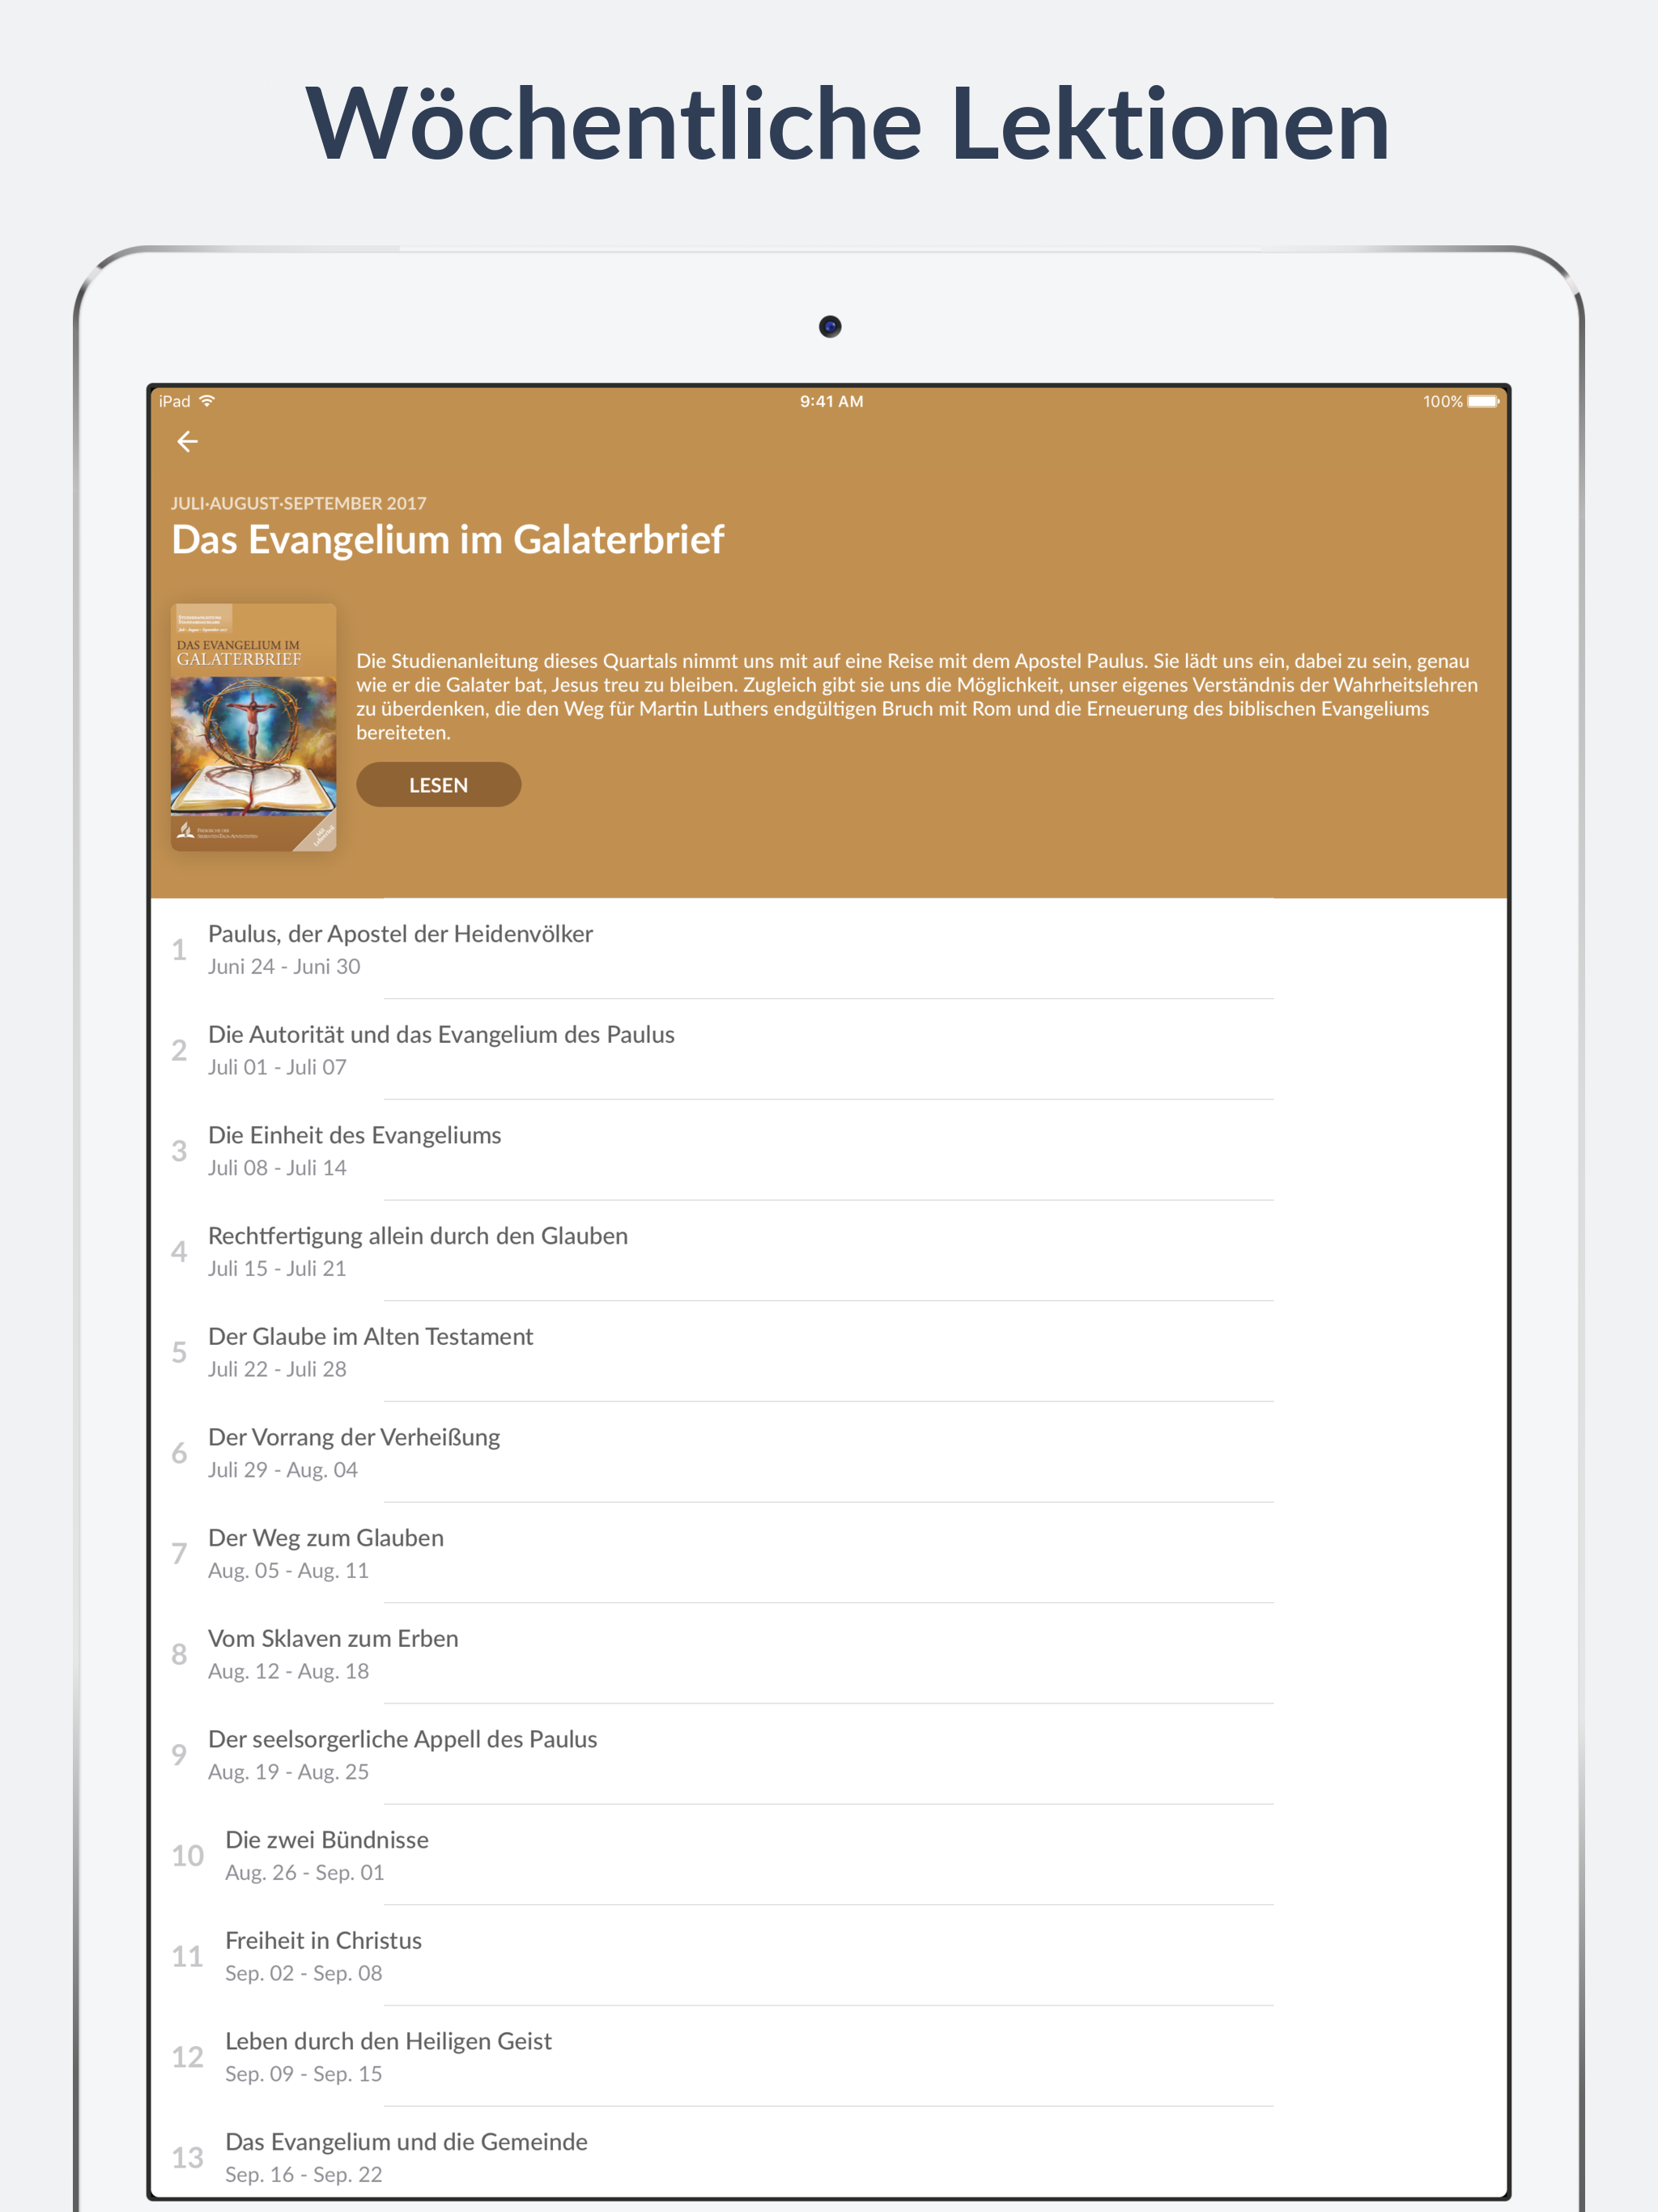 Wöchentliche Lektionen
iPad
9:41 AM
100%
JULI·AUGUST·SEPTEMBER 2017
Das Evangelium im Galaterbrief
Juli • August • September 2017
DAS EVANGELIUM IM
GALATERBRIEF
Die Studienanleitung dieses Quartals nimmt uns mit auf eine Reise mit dem Apostel Paulus. Sie lädt uns ein, dabei zu sein, genau
wie er die Galater bat, Jesus treu zu bleiben. Zugleich gibt sie uns die Möglichkeit, unser eigenes Verständnis der Wahrheitslehren
zu überdenken, die den Weg für Martin Luthers endgültigen Bruch mit Rom und die Erneuerung des biblischen Evangeliums
bereiteten.
LESEN
1
Paulus, der Apostel der Heidenvölker
Juni 24 - Juni 30
2
Die Autorität und das Evangelium des Paulus
Juli 01 - Juli 07
3
Die Einheit des Evangeliums
Juli 08 - Juli 14
4
Rechtfertigung allein durch den Glauben
Juli 15 - Juli 21
5
Der Glaube im Alten Testament
Juli 22 - Juli 28
6
Der Vorrang der Verheißung
Juli 29 - Aug. 04
7
Der Weg zum Glauben
Aug. 05 - Aug. 11
8
Vom Sklaven zum Erben
Aug. 12 - Aug. 18
9
Der seelsorgerliche Appell des Paulus
Aug. 19 - Aug. 25
10
Die zwei Bündnisse
Aug. 26 - Sep. 01
11
Freiheit in Christus
Sep. 02 - Sep. 08
12
Leben durch den Heiligen Geist
Sep. 09 - Sep. 15
13
Das Evangelium und die Gemeinde
Sep. 16 - Sep. 22